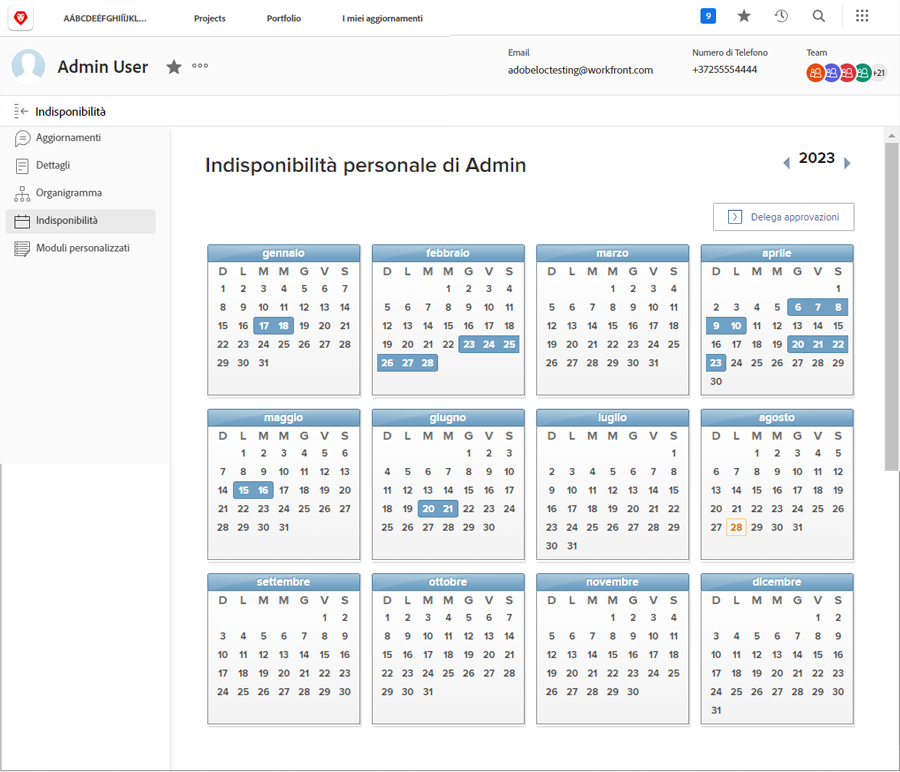 AÁBCDEÉFGHIÍJKL... Projects Portfolio I miei aggiornamenti 9
Admin User
Email
adobeloctesting@workfront.com
Numero di Telefono
+37255554444
Team
+21
Indisponibilità
Aggiornamenti
Dettagli
Organigramma
Indisponibilità
Moduli personalizzati
Indisponibilità personale di Admin
2023
Delega approvazioni
gennaio
D L M M G V S
1 2 3 4 5 6 7
8 9 10 11 12 13 14
15 16 17 18 19 20 21
22 23 24 25 26 27 28
29 30 31
febbraio
D L M M G V S
1 2 3 4
5 6 7 8 9 10 11
12 13 14 15 16 17 18
19 20 21 22 23 24 25
26 27 28
marzo
D L M M G V S
1 2 3 4
5 6 7 8 9 10 11
12 13 14 15 16 17 18
19 20 21 22 23 24 25
26 27 28 29 30 31
aprile
D L M M G V S
1
2 3 4 5 6 7 8
9 10 11 12 13 14 15
16 17 18 19 20 21 22
23 24 25 26 27 28 29
30
maggio
D L M M G V S
1 2 3 4 5 6
7 8 9 10 11 12 13
14 15 16 17 18 19 20
21 22 23 24 25 26 27
28 29 30 31
giugno
D L M M G V S
1 2 3
4 5 6 7 8 9 10
11 12 13 14 15 16 17
18 19 20 21 22 23 24
25 26 27 28 29 30
luglio
D L M M G V S
1
2 3 4 5 6 7 8
9 10 11 12 13 14 15
16 17 18 19 20 21 22
23 24 25 26 27 28 29
30 31
agosto
D L M M G V S
1 2 3 4 5
6 7 8 9 10 11 12
13 14 15 16 17 18 19
20 21 22 23 24 25 26
27 28 29 30 31
settembre
D L M M G V S
1 2
3 4 5 6 7 8 9
10 11 12 13 14 15 16
17 18 19 20 21 22 23
24 25 26 27 28 29 30
ottobre
D L M M G V S
1 2 3 4 5 6 7
8 9 10 11 12 13 14
15 16 17 18 19 20 21
22 23 24 25 26 27 28
29 30 31
novembre
D L M M G V S
1 2 3 4
5 6 7 8 9 10 11
12 13 14 15 16 17 18
19 20 21 22 23 24 25
26 27 28 29 30
dicembre
D L M M G V S
1 2
3 4 5 6 7 8 9
10 11 12 13 14 15 16
17 18 19 20 21 22 23
24 25 26 27 28 29 30
31